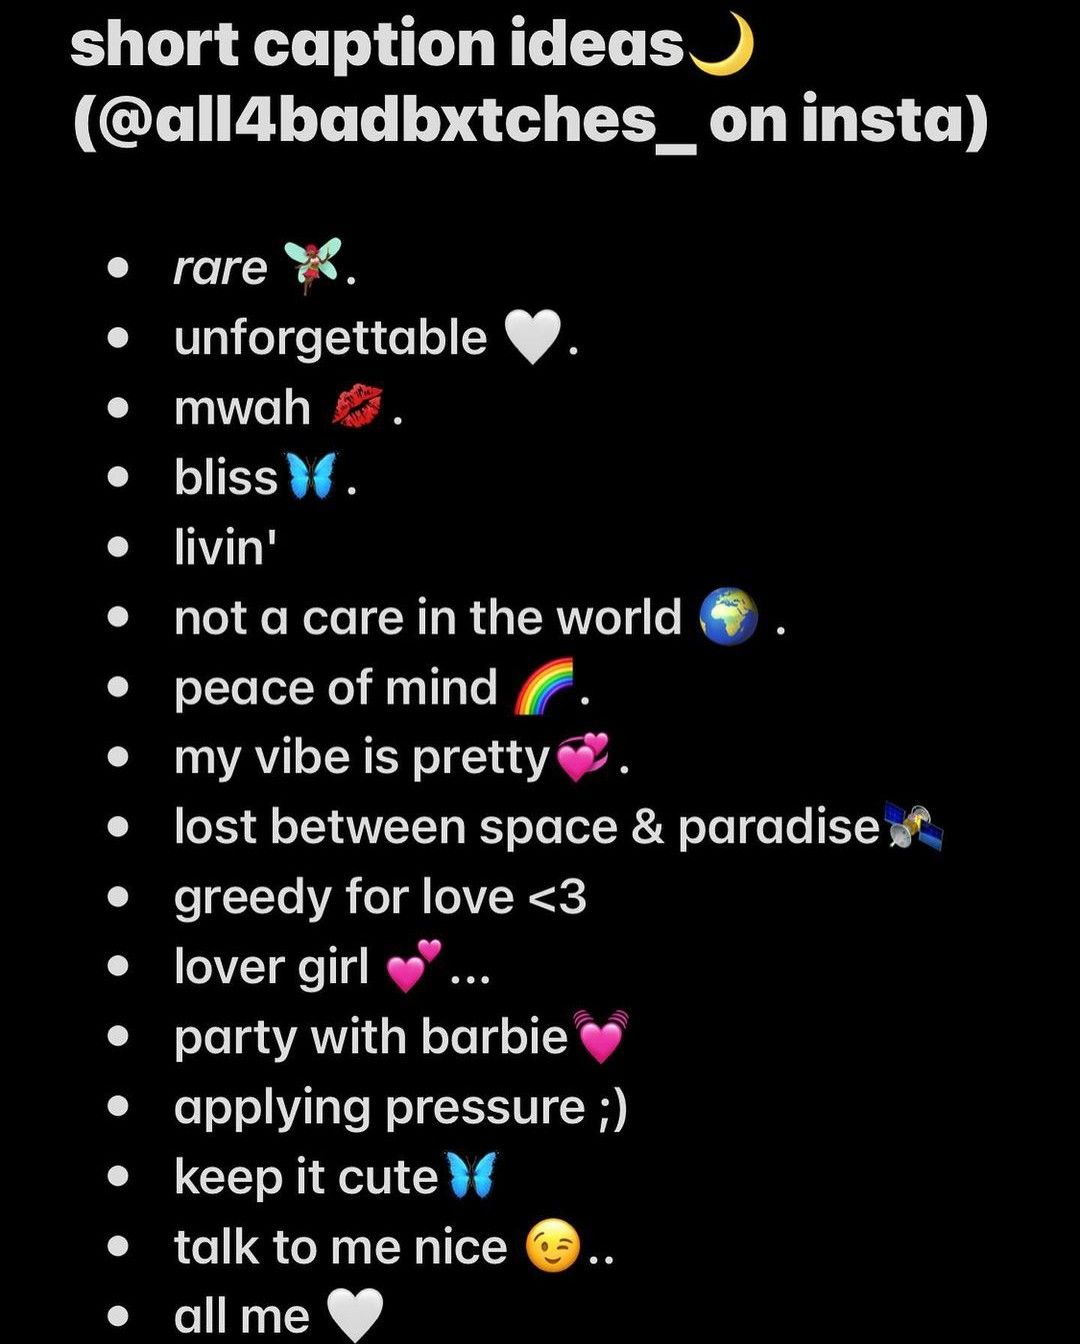 short caption ideas🌙
(@all4badbxtches_ on insta)
• rare 🧚🏾‍♀️.
• unforgettable 🤍.
• mwah 💋.
• bliss🦋.
• livin'
• not a care in the world 🌍 .
• peace of mind 🌈.
• my vibe is pretty💞.
• lost between space & paradise🛰️
• greedy for love <3
• lover girl 💕...
• party with barbie💓
• applying pressure ;)
• keep it cute🦋
• talk to me nice 😉..
• all me 🤍